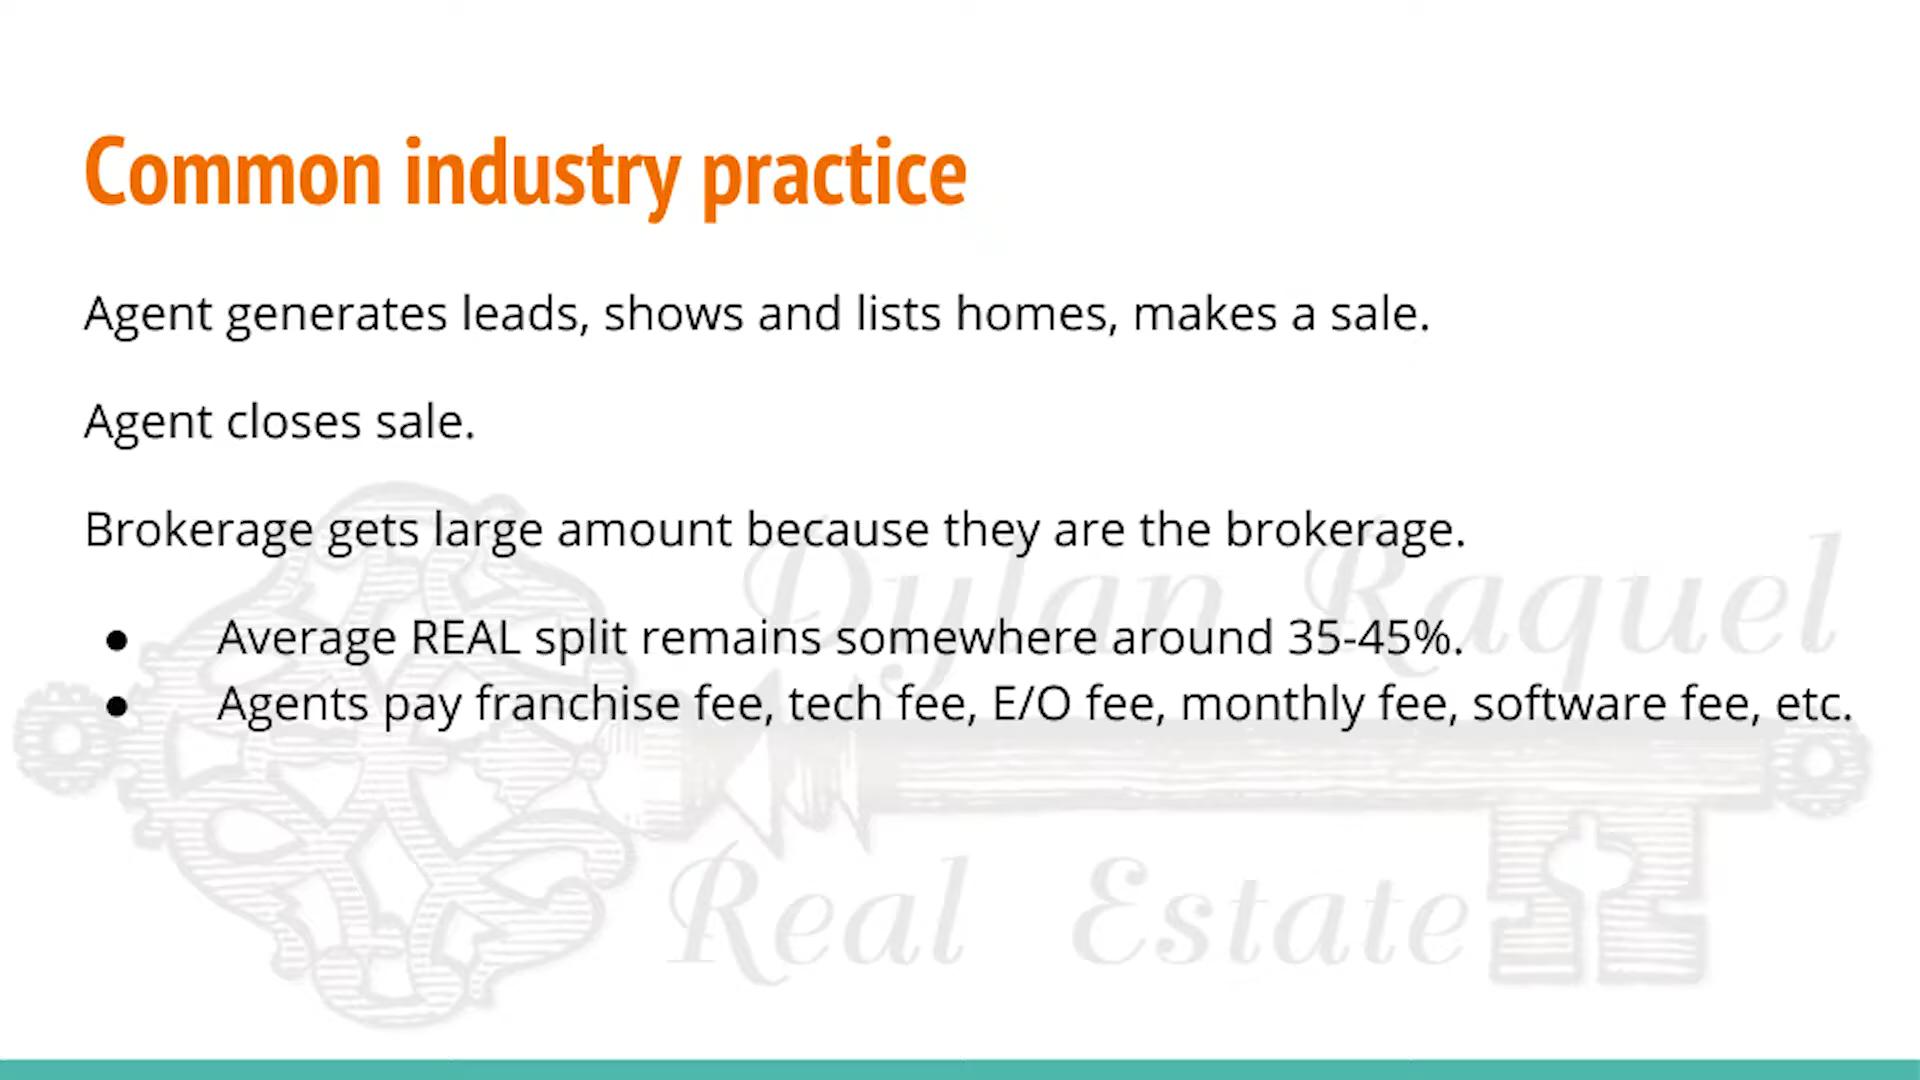 Common industry practice
Agent generates leads, shows and lists homes, makes a sale.
Agent closes sale.
Brokerage gets large amount because they are the brokerage.
Dylan Raquel
● Average REAL split remains somewhere around 35-45%.
● Agents pay franchise fee, tech fee, E/O fee, monthly fee, software fee, etc.
Real Estate